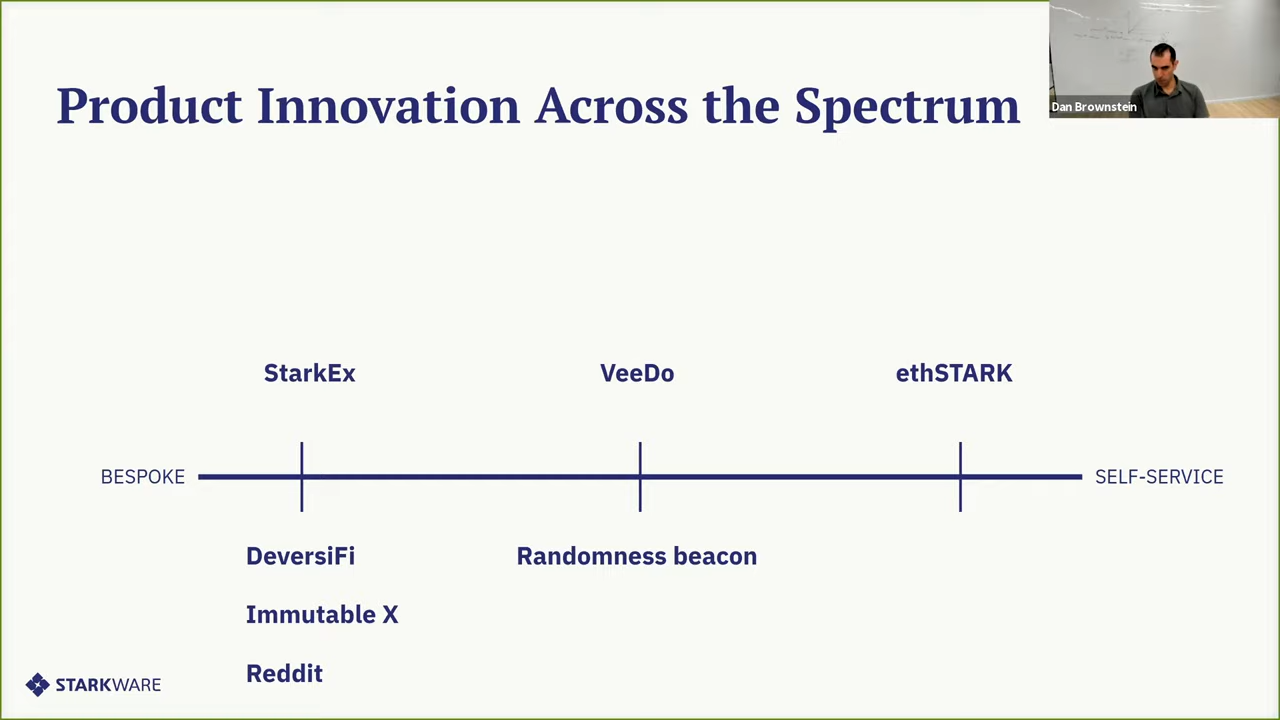 Product Innovation Across the Spectrum
Dan Brownstein
StarkEx
VeeDo
ethSTARK
BESPOKE
SELF-SERVICE
DeversiFi
Randomness beacon
Immutable X
Reddit
STARKWARE